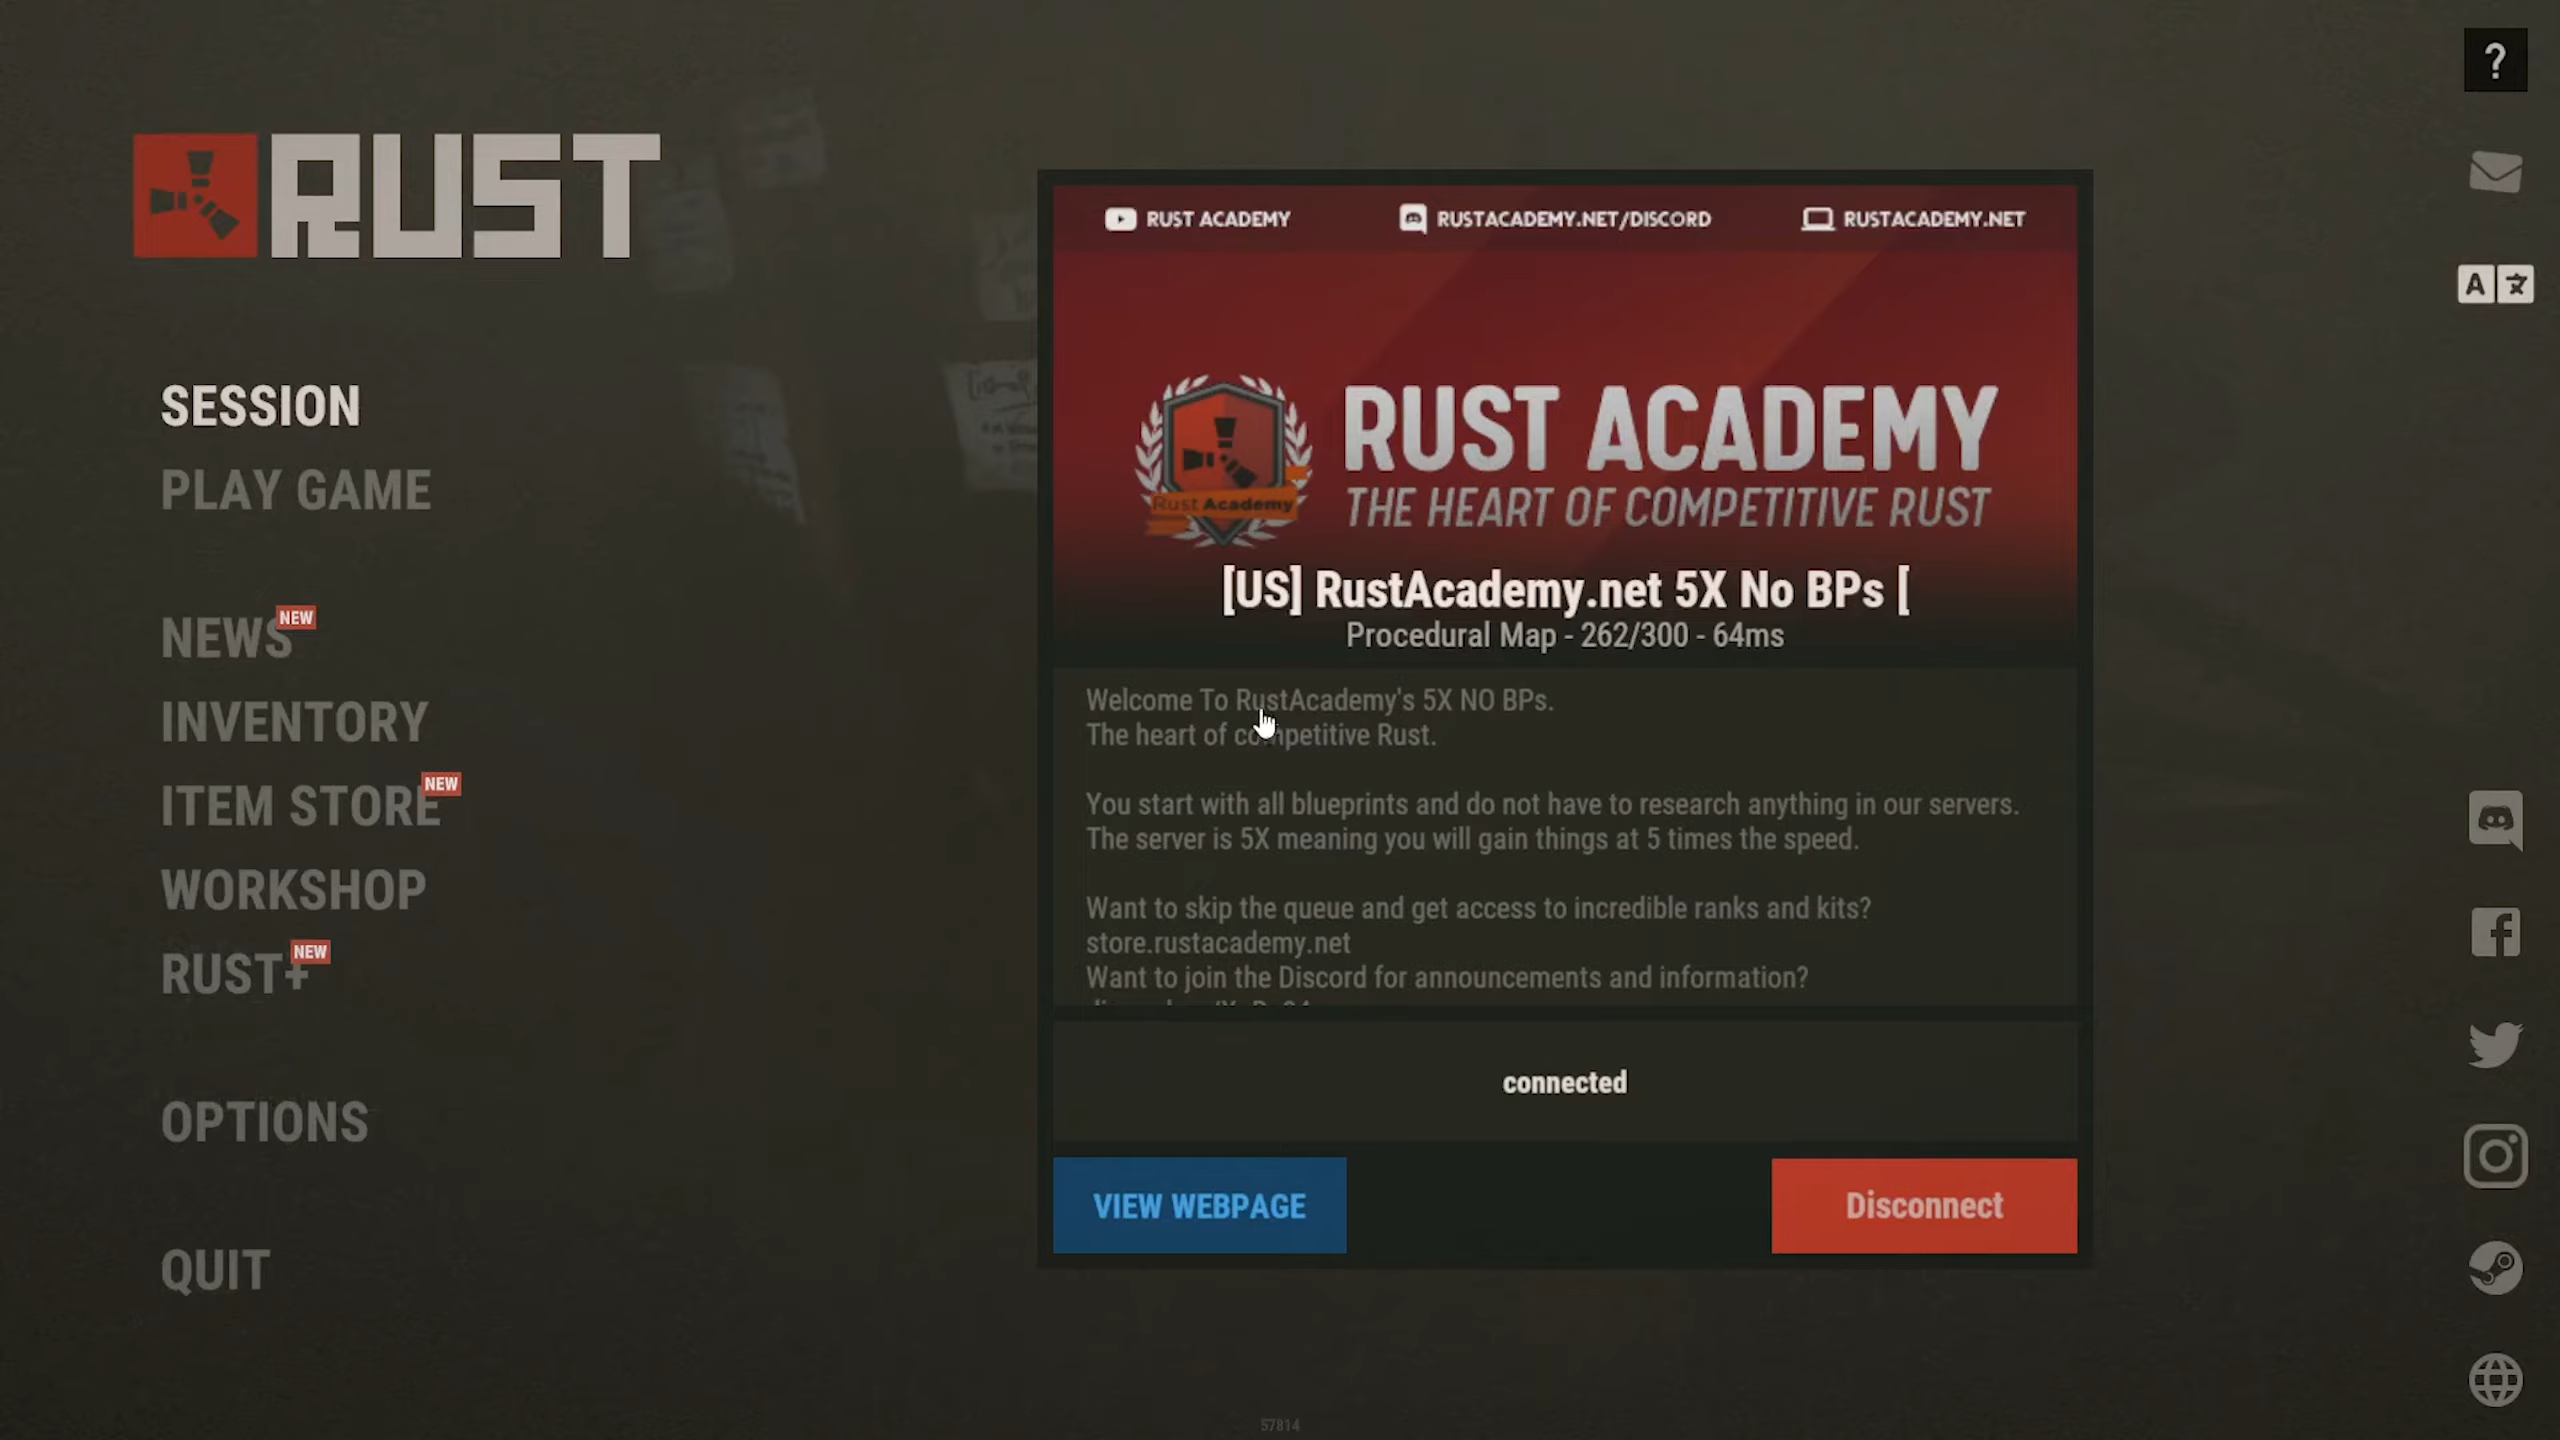 RUST
SESSION
PLAY GAME
NEWS
NEW
INVENTORY
ITEM STORE
NEW
WORKSHOP
RUST+
NEW
OPTIONS
QUIT
RUST ACADEMY
RUSTACADEMY.NET/DISCORD
RUSTACADEMY.NET
RUST ACADEMY
THE HEART OF COMPETITIVE RUST
Rust Academy
[US] RustAcademy.net 5X No BPs [
Procedural Map - 262/300 - 64ms
Welcome To RustAcademy's 5X NO BPs.
The heart of competitive Rust.
You start with all blueprints and do not have to research anything in our servers.
The server is 5X meaning you will gain things at 5 times the speed.
Want to skip the queue and get access to incredible ranks and kits?
store.rustacademy.net
Want to join the Discord for announcements and information?
connected
VIEW WEBPAGE
Disconnect
?
A 文
57814